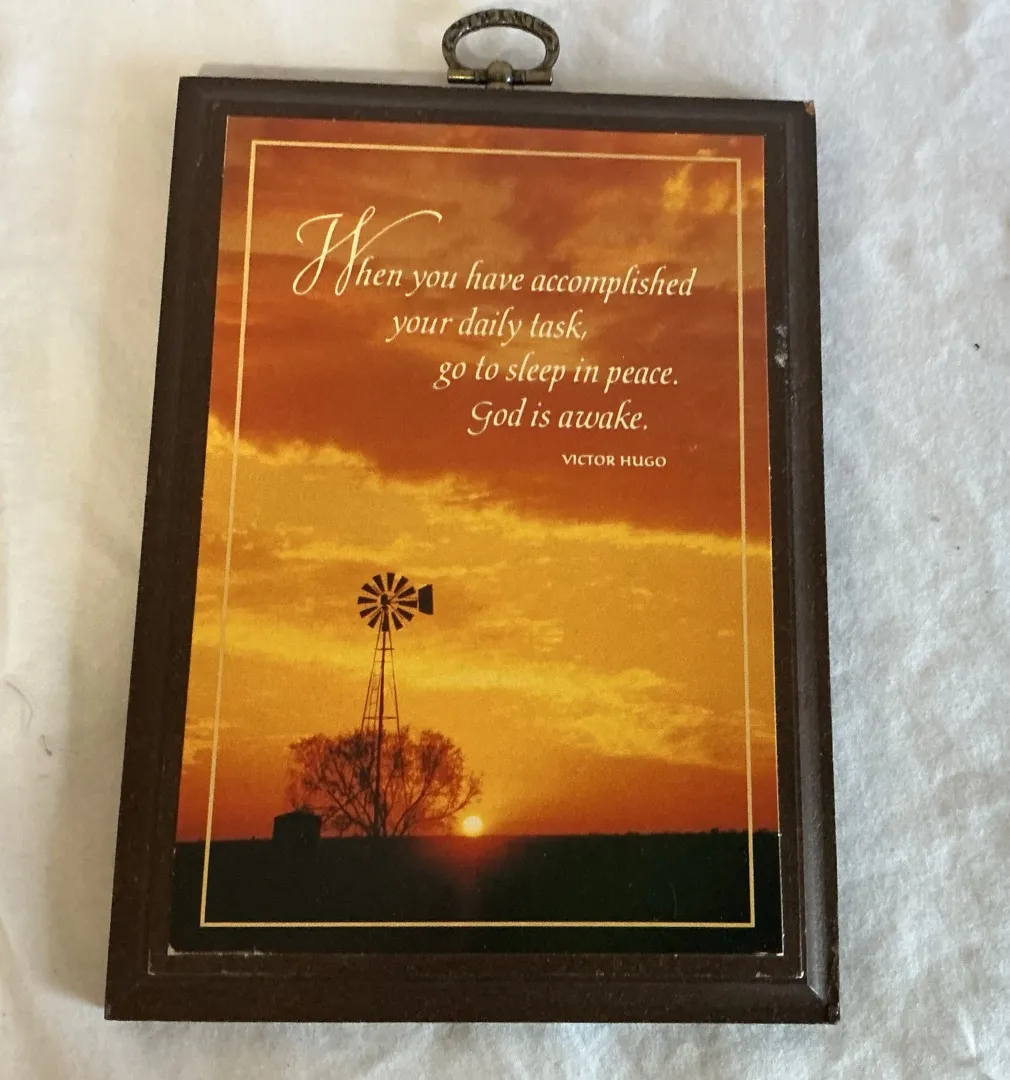 When you have accomplished
your daily task,
go to sleep in peace.
God is awake.
VICTOR HUGO